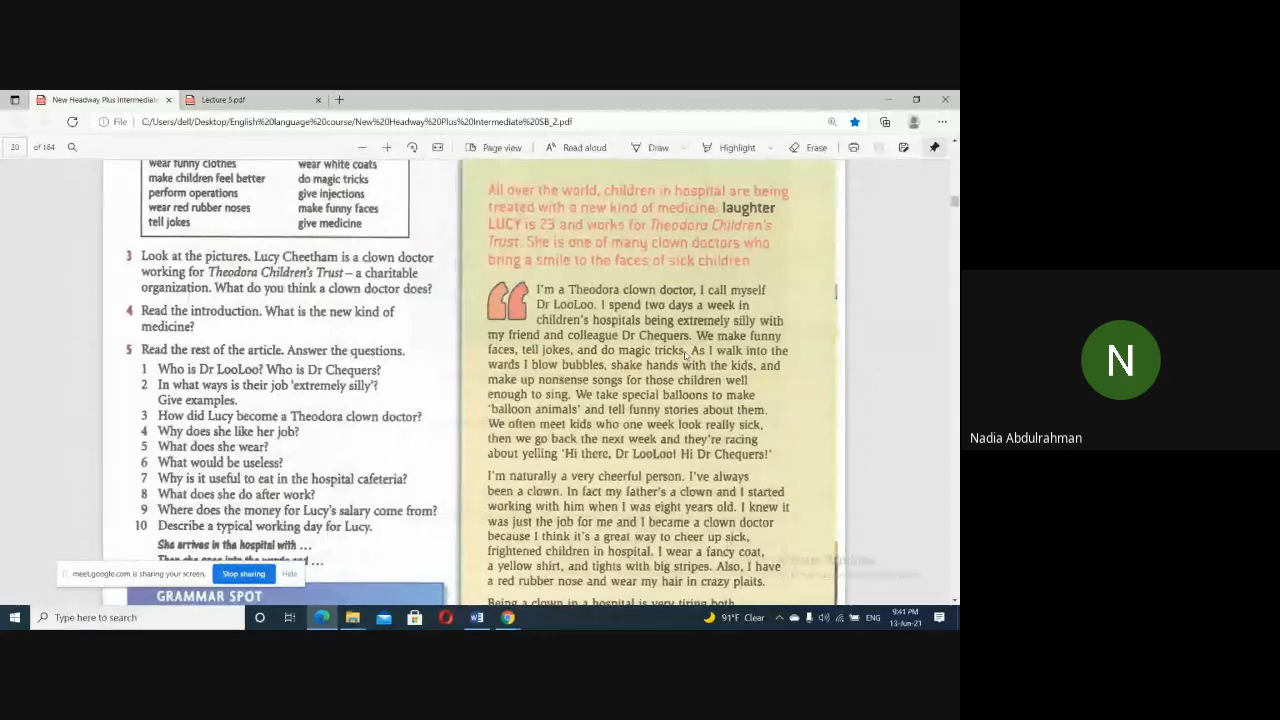 New Headway Plus Intermediate
Lecture 5.pdf
File
C:/Users/dell/Desktop/English%20language%20course/New%20Headway%20Plus%20Intermediate%20SB_2.pdf
of 164
Page view
Read aloud
Draw
Highlight
Erase
wear funny clothes
make children feel better
perform operations
wear red rubber noses
tell jokes
wear white coats
do magic tricks
give injections
make funny faces
give medicine
3 Look at the pictures. Lucy Cheetham is a clown doctor
working for Theodora Children's Trust – a charitable
organization. What do you think a clown doctor does?
4 Read the introduction. What is the new kind of
medicine?
5 Read the rest of the article. Answer the questions.
1 Who is Dr LooLoo? Who is Dr Chequers?
2 In what ways is their job 'extremely silly'?
Give examples.
3 How did Lucy become a Theodora clown doctor?
4 Why does she like her job?
5 What does she wear?
6 What would be useless?
7 Why is it useful to eat in the hospital cafeteria?
8 What does she do after work?
9 Where does the money for Lucy's salary come from?
10 Describe a typical working day for Lucy.
She arrives in the hospital with ...
Then she goes into the wards and ...
GRAMMAR SPOT
All over the world, children in hospital are being
treated with a new kind of medicine: laughter
LUCY is 23 and works for Theodora Children's
Trust. She is one of many clown doctors who
bring a smile to the faces of sick children
I'm a Theodora clown doctor, I call myself
Dr LooLoo. I spend two days a week in
children's hospitals being extremely silly with
my friend and colleague Dr Chequers. We make funny
faces, tell jokes, and do magic tricks. As I walk into the
wards I blow bubbles, shake hands with the kids, and
make up nonsense songs for those children well
enough to sing. We take special balloons to make
'balloon animals' and tell funny stories about them.
We often meet kids who one week look really sick,
then we go back the next week and they're racing
about yelling 'Hi there, Dr LooLoo! Hi Dr Chequers!'
I'm naturally a very cheerful person. I've always
been a clown. In fact my father's a clown and I started
working with him when I was eight years old. I knew it
was just the job for me and I became a clown doctor
because I think it's a great way to cheer up sick,
frightened children in hospital. I wear a fancy coat,
a yellow shirt, and tights with big stripes. Also, I have
a red rubber nose and wear my hair in crazy plaits.
Being a clown in a hospital is very tiring both
meet.google.com is sharing your screen.
Stop sharing
Hide
Type here to search
91°F Clear
ENG
9:41 PM
13-Jun-21
N
Nadia Abdulrahman